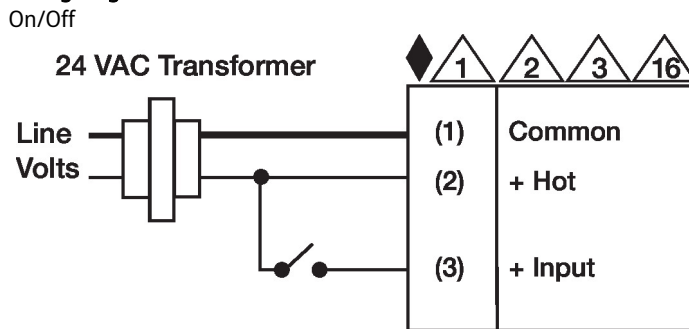 On/Off
24 VAC Transformer
1 2 3 16
Line
Volts
(1) Common
(2) + Hot
(3) + Input